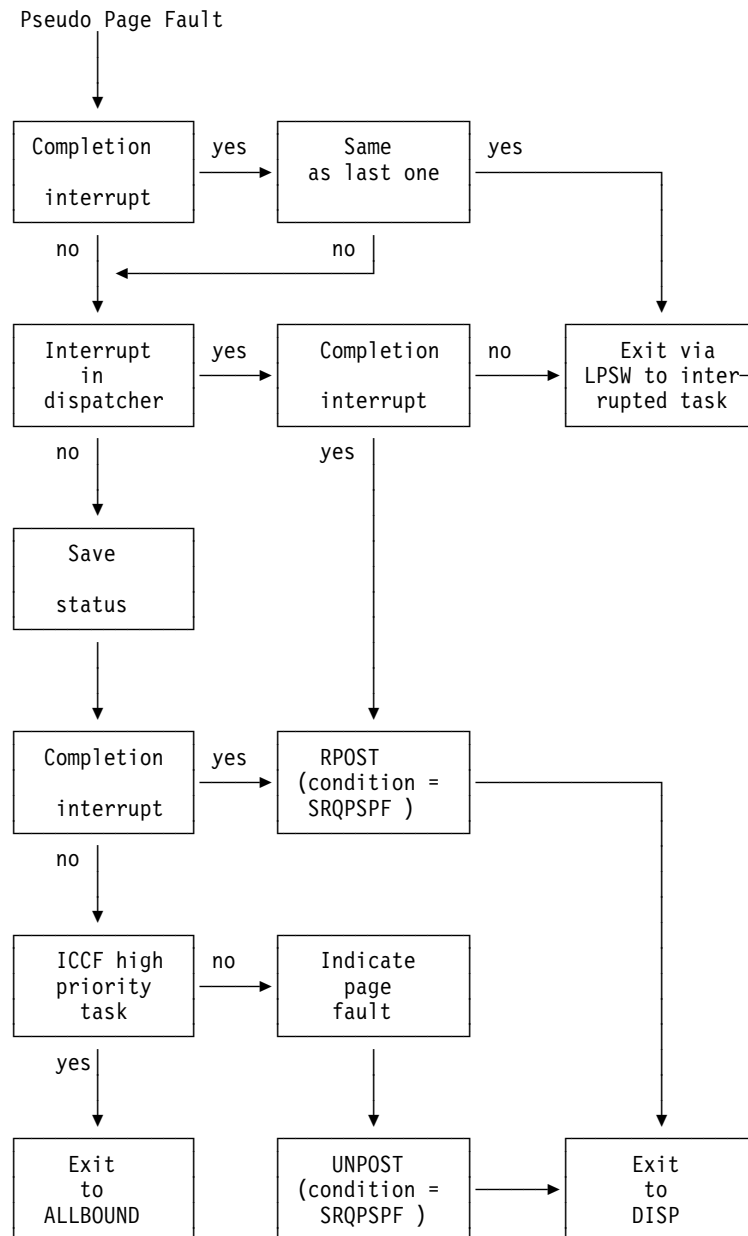 Pseudo Page Fault
Completion
interrupt
yes
Same
as last one
yes
no
no
Interrupt
in
dispatcher
yes
Completion
interrupt
no
Exit via
LPSW to inter-
rupted task
no
yes
Save
status
Completion
interrupt
yes
RPOST
(condition =
SRQPSPF )
no
ICCF high
priority
task
no
Indicate
page
fault
yes
Exit
to
ALLBOUND
UNPOST
(condition =
SRQPSPF )
Exit
to
DISP